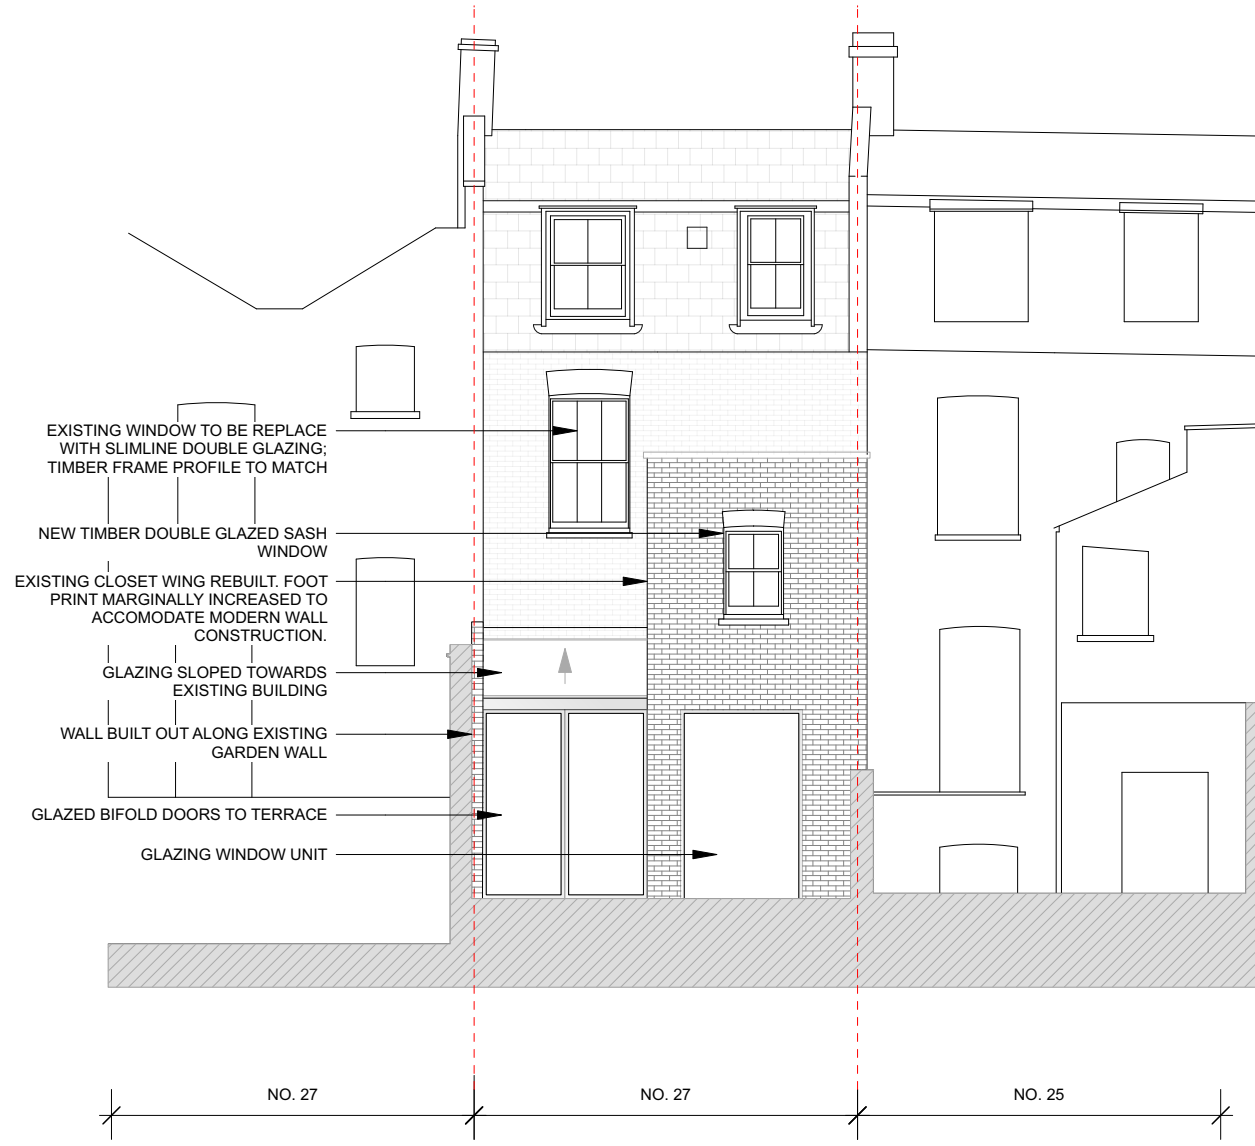 EXISTING WINDOW TO BE REPLACE
WITH SLIMLINE DOUBLE GLAZING;
TIMBER FRAME PROFILE TO MATCH
NEW TIMBER DOUBLE GLAZED SASH
WINDOW
EXISTING CLOSET WING REBUILT. FOOT
PRINT MARGINALLY INCREASED TO
ACCOMODATE MODERN WALL
CONSTRUCTION.
GLAZING SLOPED TOWARDS
EXISTING BUILDING
WALL BUILT OUT ALONG EXISTING
GARDEN WALL
GLAZED BIFOLD DOORS TO TERRACE
GLAZING WINDOW UNIT
NO. 27
NO. 27
NO. 25